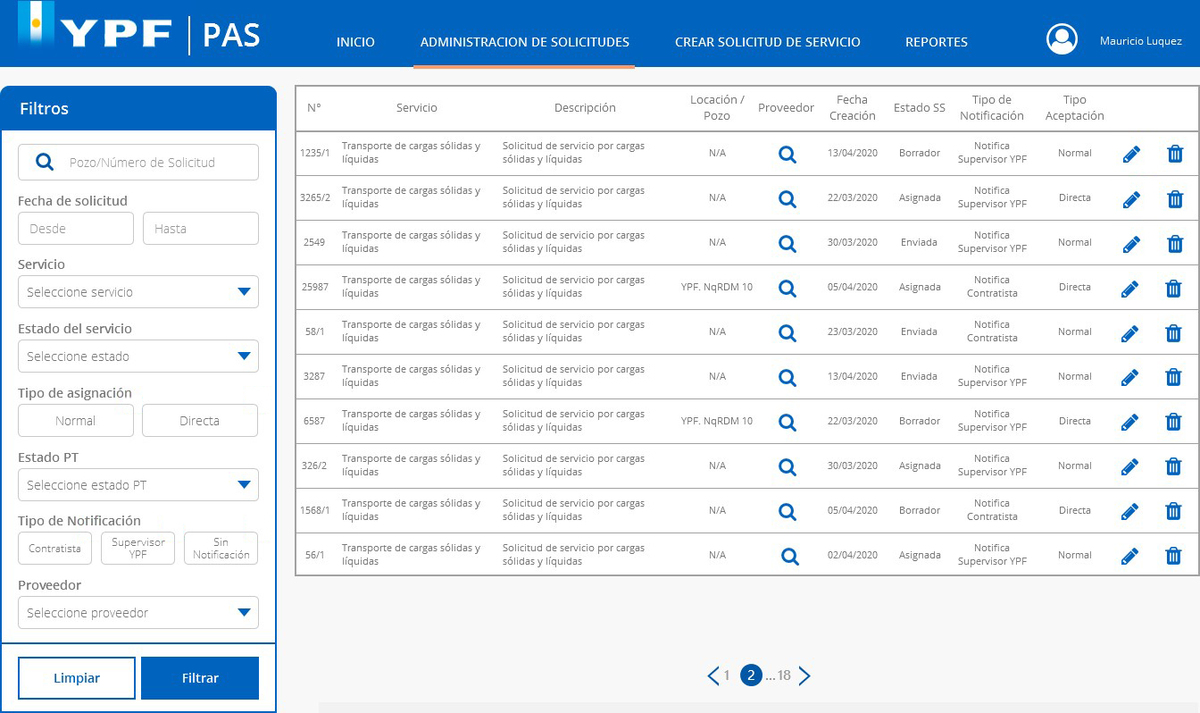 YPF PAS
INICIO
ADMINISTRACION DE SOLICITUDES
CREAR SOLICITUD DE SERVICIO
REPORTES
Mauricio Luquez
Filtros
Pozo/Número de Solicitud
Fecha de solicitud
Desde
Hasta
Servicio
Seleccione servicio
Estado del servicio
Seleccione estado
Tipo de asignación
Normal
Directa
Estado PT
Seleccione estado PT
Tipo de Notificación
Contratista
Supervisor
YPF
Sin
Notificación
Proveedor
Seleccione proveedor
Limpiar
Filtrar
N° Servicio Descripción Locación / Proveedor Fecha Estado SS Tipo de Tipo
Pozo Creación Notificación Aceptación
1235/1 Transporte de cargas sólidas y Solicitud de servicio por cargas N/A 13/04/2020 Borrador Notifica Normal
líquidas sólidas y líquidas Supervisor YPF
3265/2 Transporte de cargas sólidas y Solicitud de servicio por cargas N/A 22/03/2020 Asignada Notifica Directa
líquidas sólidas y líquidas Supervisor YPF
2549 Transporte de cargas sólidas y Solicitud de servicio por cargas N/A 30/03/2020 Enviada Notifica Normal
líquidas sólidas y líquidas Supervisor YPF
25987 Transporte de cargas sólidas y Solicitud de servicio por cargas YPF. NqRDM 10 05/04/2020 Asignada Notifica Directa
líquidas sólidas y líquidas Contratista
58/1 Transporte de cargas sólidas y Solicitud de servicio por cargas N/A 23/03/2020 Enviada Notifica Normal
líquidas sólidas y líquidas Contratista
3287 Transporte de cargas sólidas y Solicitud de servicio por cargas N/A 13/04/2020 Enviada Notifica Normal
líquidas sólidas y líquidas Supervisor YPF
6587 Transporte de cargas sólidas y Solicitud de servicio por cargas YPF. NqRDM 10 22/03/2020 Borrador Notifica Directa
líquidas sólidas y líquidas Supervisor YPF
326/2 Transporte de cargas sólidas y Solicitud de servicio por cargas N/A 30/03/2020 Asignada Notifica Normal
líquidas sólidas y líquidas Supervisor YPF
1568/1 Transporte de cargas sólidas y Solicitud de servicio por cargas N/A 05/04/2020 Borrador Notifica Directa
líquidas sólidas y líquidas Contratista
56/1 Transporte de cargas sólidas y Solicitud de servicio por cargas N/A 02/04/2020 Asignada Notifica Normal
líquidas sólidas y líquidas Supervisor YPF
1 2 ...18